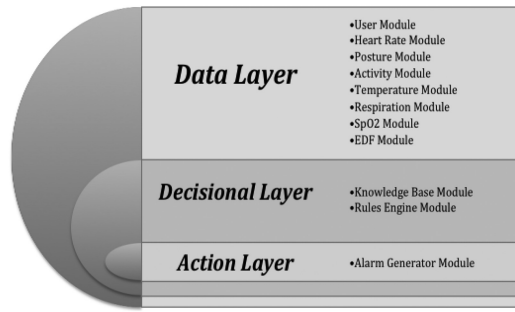 Data Layer
•User Module
•Heart Rate Module
•Posture Module
•Activity Module
•Temperature Module
•Respiration Module
•SpO2 Module
•EDF Module
Decisional Layer
•Knowledge Base Module
•Rules Engine Module
Action Layer
•Alarm Generator Module